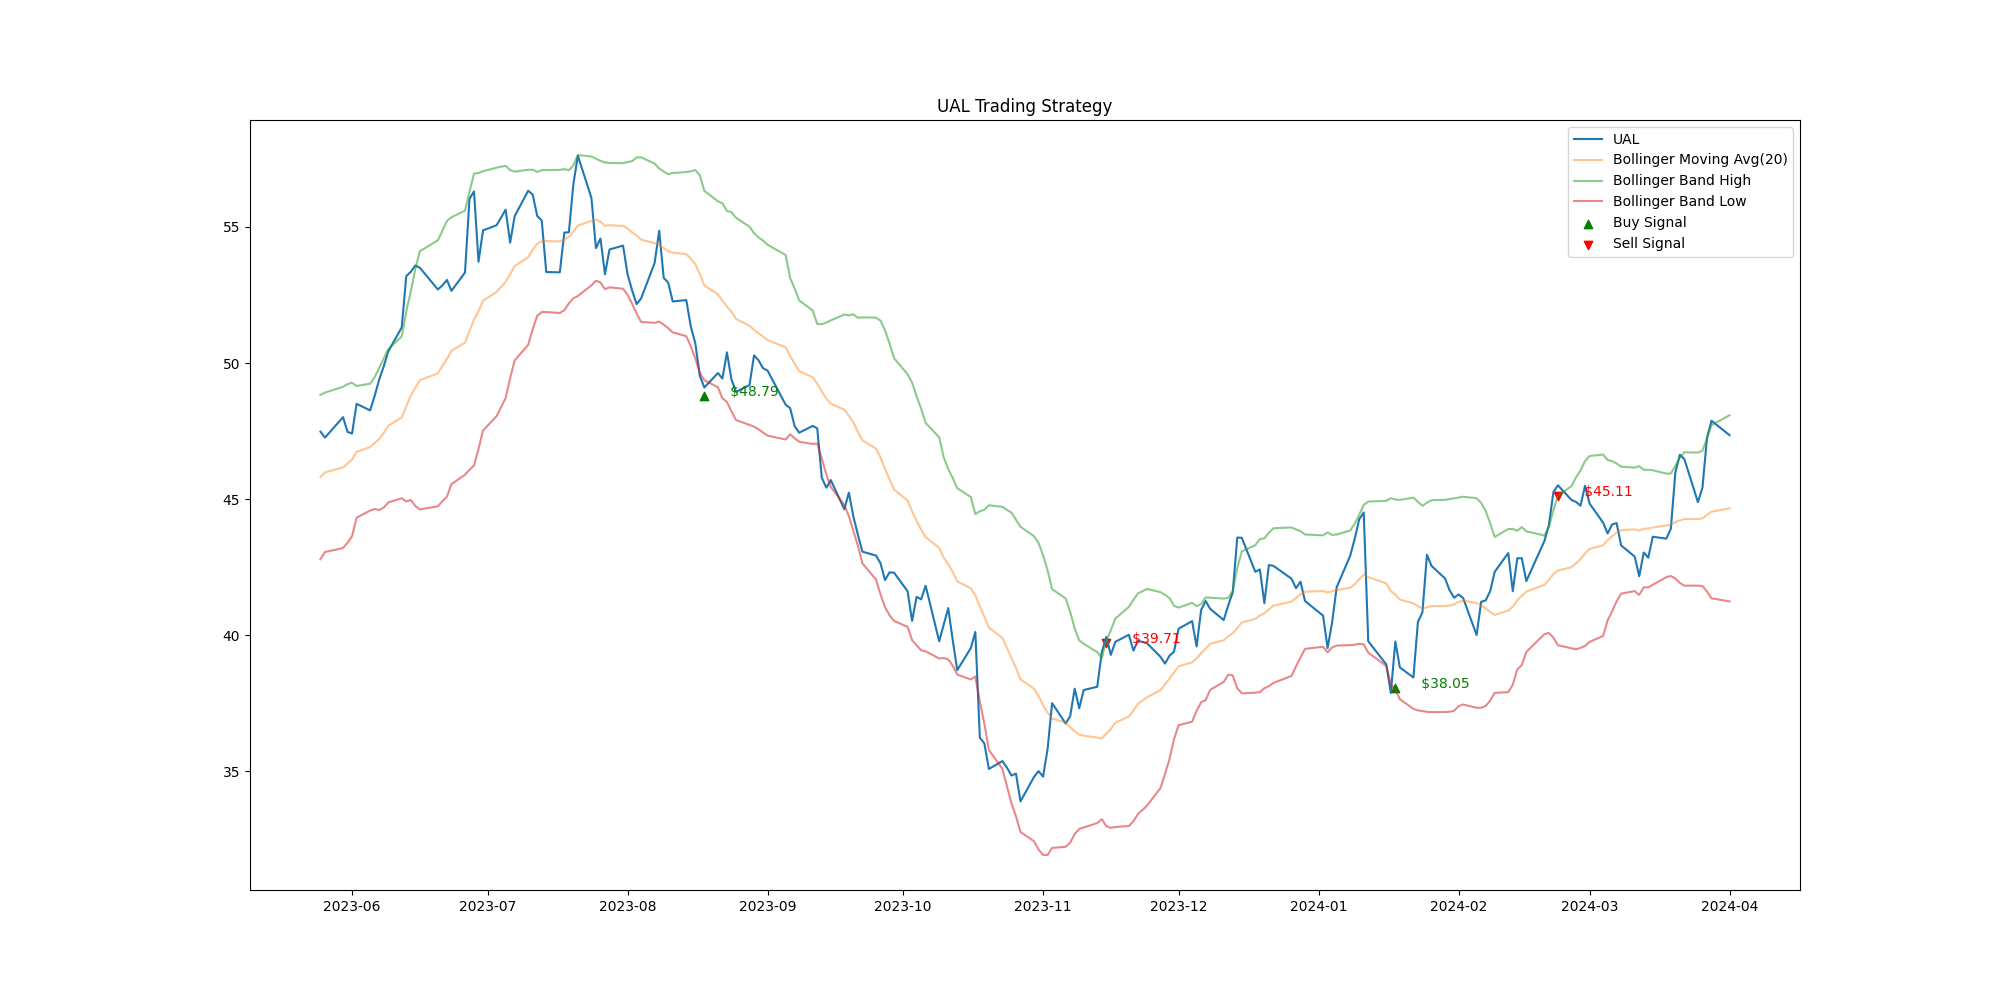 UAL Trading Strategy
UAL
Bollinger Moving Avg(20)
Bollinger Band High
Bollinger Band Low
Buy Signal
Sell Signal
55
50
45
40
35
$48.79
$39.71
$38.05
$45.11
2023-06 2023-07 2023-08 2023-09 2023-10 2023-11 2023-12 2024-01 2024-02 2024-03 2024-04